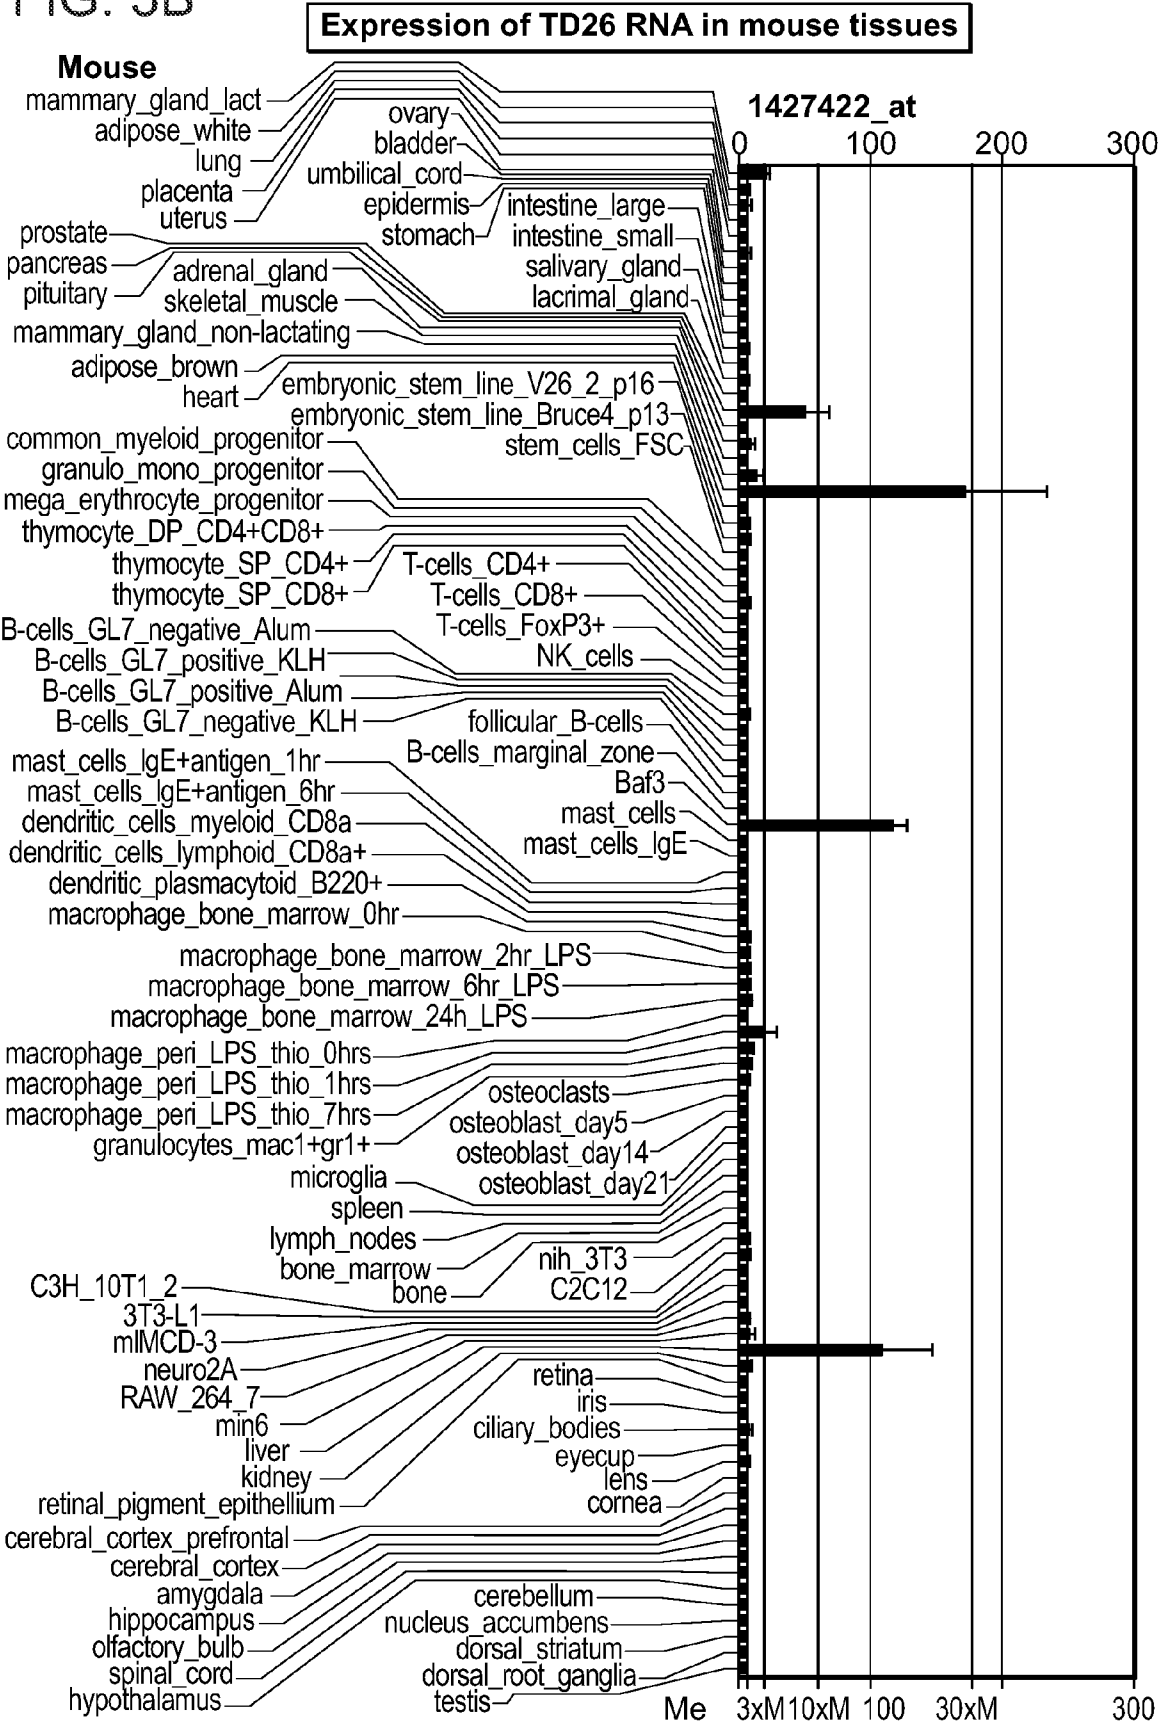 FIG. 3B
Expression of TD26 RNA in mouse tissues
Mouse
1427422_at
0 100 200 300
mammary_gland_lact
adipose_white
lung
placenta
uterus
ovary
bladder
umbilical_cord
epidermis
stomach
intestine_large
intestine_small
salivary_gland
lacrimal_gland
prostate
pancreas
pituitary
adrenal_gland
skeletal_muscle
mammary_gland_non-lactating
adipose_brown
heart
embryonic_stem_line_V26_2_p16
embryonic_stem_line_Bruce4_p13
stem_cells_FSC
common_myeloid_progenitor
granulo_mono_progenitor
mega_erythrocyte_progenitor
thymocyte_DP_CD4+CD8+
thymocyte_SP_CD4+
thymocyte_SP_CD8+
T-cells_CD4+
T-cells_CD8+
T-cells_FoxP3+
NK_cells
B-cells_GL7_negative_Alum
B-cells_GL7_positive_KLH
B-cells_GL7_positive_Alum
B-cells_GL7_negative_KLH
follicular_B-cells
B-cells_marginal_zone
Baf3
mast_cells
mast_cells_IgE
mast_cells_IgE+antigen_1hr
mast_cells_IgE+antigen_6hr
dendritic_cells_myeloid_CD8a
dendritic_cells_lymphoid_CD8a+
dendritic_plasmacytoid_B220+
macrophage_bone_marrow_0hr
macrophage_bone_marrow_2hr_LPS
macrophage_bone_marrow_6hr_LPS
macrophage_bone_marrow_24h_LPS
macrophage_peri_LPS_thio_0hrs
macrophage_peri_LPS_thio_1hrs
macrophage_peri_LPS_thio_7hrs
granulocytes_mac1+gr1+
osteoclasts
osteoblast_day5
osteoblast_day14
osteoblast_day21
microglia
spleen
lymph_nodes
bone_marrow
bone
nih_3T3
C2C12
C3H_10T1_2
3T3-L1
mIMCD-3
neuro2A
RAW_264_7
min6
liver
kidney
retinal_pigment_epithellium
retina
iris
ciliary_bodies
eyecup
lens
cornea
cerebral_cortex_prefrontal
cerebral_cortex
amygdala
hippocampus
olfactory_bulb
spinal_cord
hypothalamus
cerebellum
nucleus_accumbens
dorsal_striatum
dorsal_root_ganglia
testis
Me 3xM 10xM 100 30xM 300